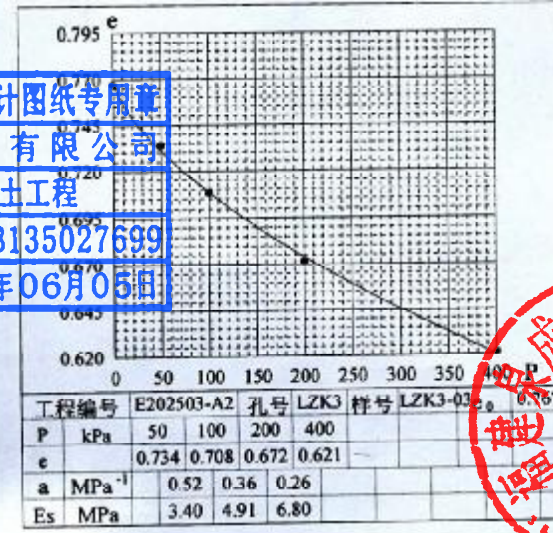 e
0.795
0.770
计图纸专用章
0.745
有限公司
0.720
土工程
0.695
3135027699
0.670
年06月05日
0.645
0.620
0 50 100 150 200 250 300 350 400 P
工程编号 E202503-A2 孔号 LZK3 样号 LZK3-03 e₀
P kPa 50 100 200 400
e 0.734 0.708 0.672 0.621
a MPa⁻¹ 0.52 0.36 0.26
Es MPa 3.40 4.91 6.80
福建